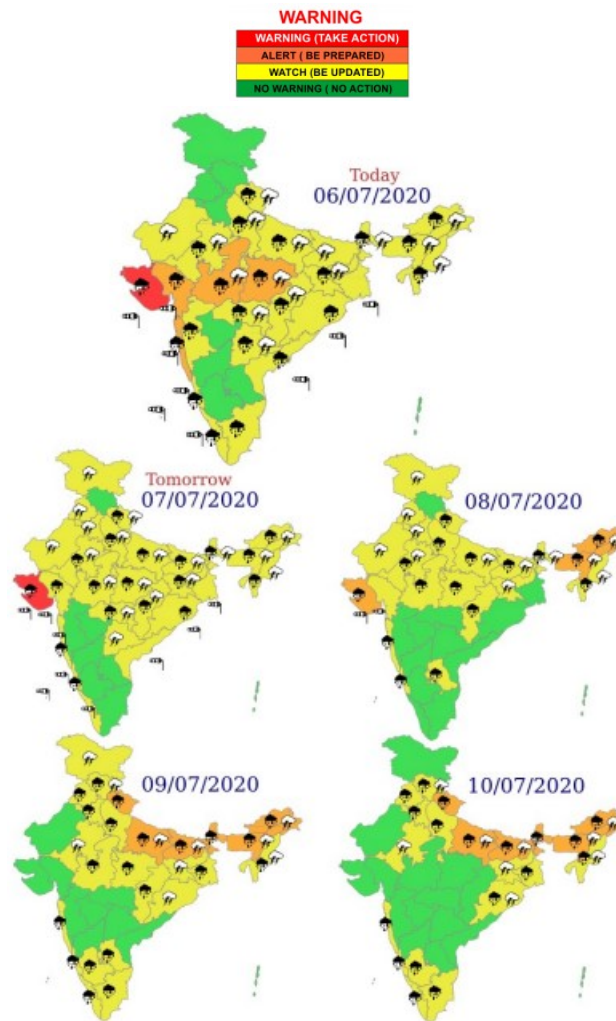 WARNING
WARNING (TAKE ACTION)
ALERT ( BE PREPARED)
WATCH (BE UPDATED)
NO WARNING ( NO ACTION)
Today
06/07/2020
Tomorrow
07/07/2020
08/07/2020
09/07/2020
10/07/2020